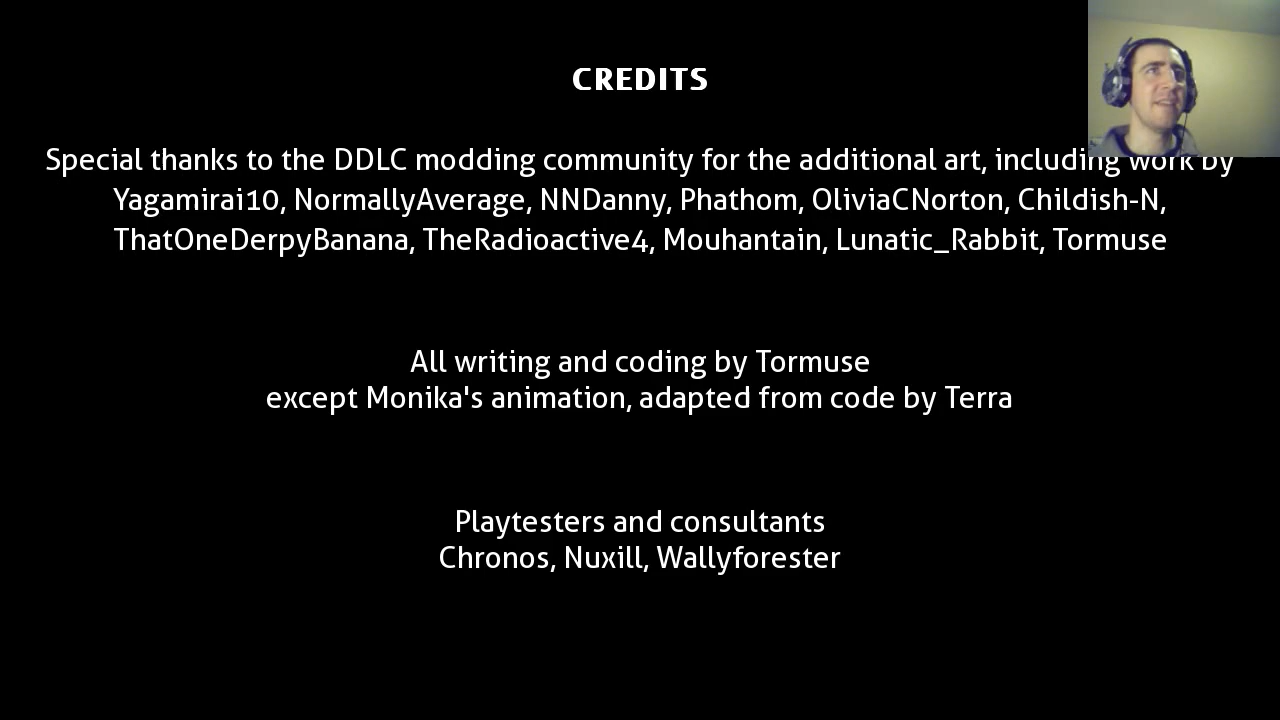 CREDITS
Special thanks to the DDLC modding community for the additional art, including work by
Yagamirai10, NormallyAverage, NNDanny, Phathom, OliviaCNorton, Childish-N,
ThatOneDerpyBanana, TheRadioactive4, Mouhantain, Lunatic_Rabbit, Tormuse
All writing and coding by Tormuse
except Monika's animation, adapted from code by Terra
Playtesters and consultants
Chronos, Nuxill, Wallyforester